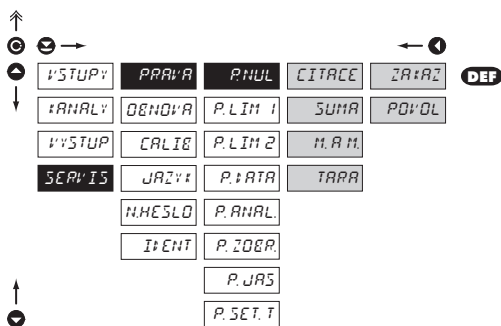 C
VSTUPY PRAVA P.NUL CITACE ZAKAZ DEF
KANALY OBNOVA P.LIM 1 SUMA POVOL
VYSTUP CALIB P.LIM 2 M.A M.
SERVIS JAZYK P.DATA TARA
N.HESLO P.ANAL.
IDENT P.ZOBR.
P.JAS
P.SET.T